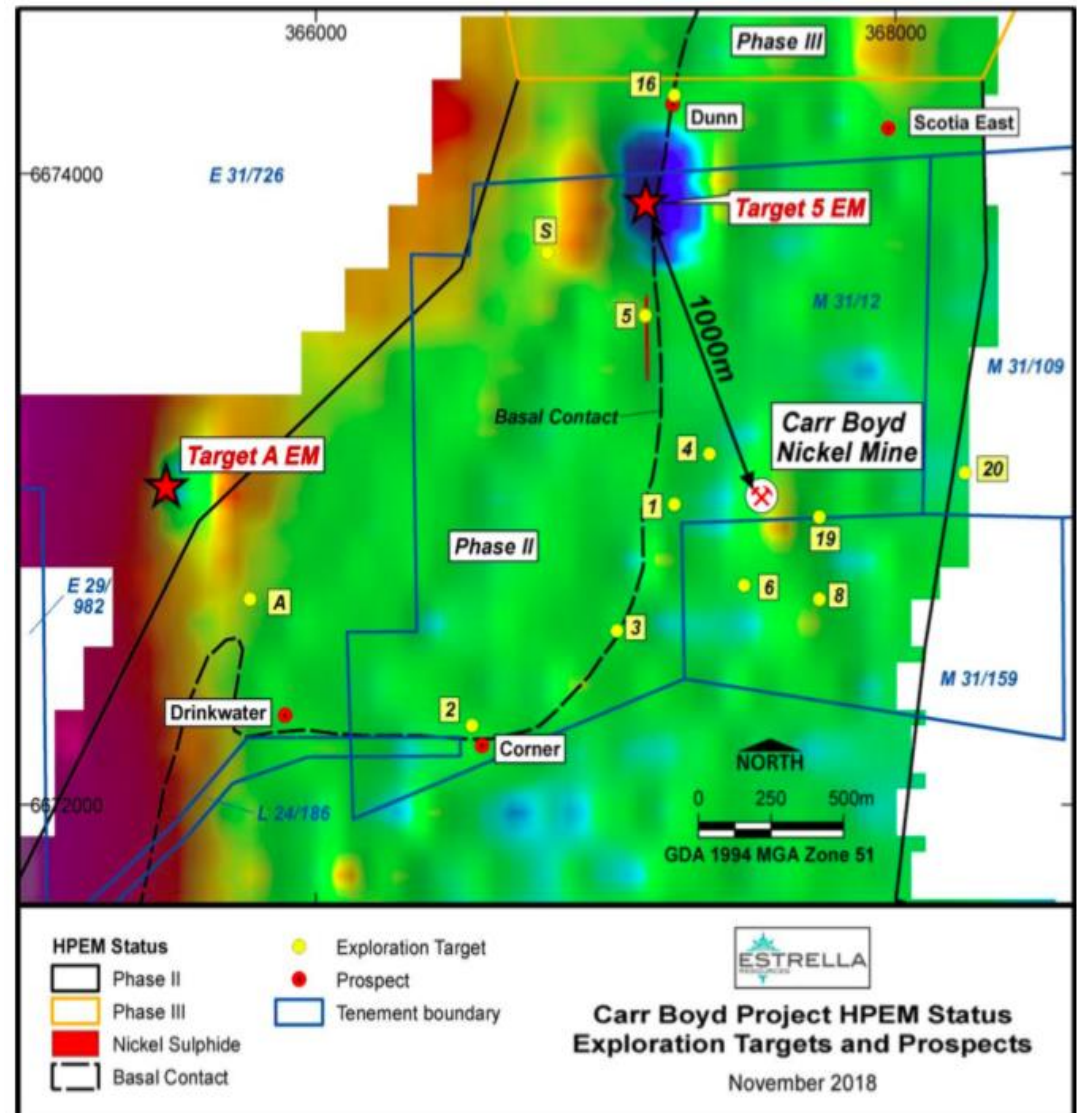 366000
368000
Phase III
16
Dunn
Scotia East
6674000
E 31/726
Target 5 EM
S
5
M 31/12
1000m
M 31/109
Basal Contact
Carr Boyd
Nickel Mine
Target A EM
4
20
1
19
Phase II
E 29/
982
A
6
8
3
M 31/159
Drinkwater
2
Corner
NORTH
6672000
L 24/186
0 250 500m
GDA 1994 MGA Zone 51
HPEM Status
Phase II
Phase III
Nickel Sulphide
Basal Contact
Exploration Target
Prospect
Tenement boundary
ESTRELLA
RESOURCES
Carr Boyd Project HPEM Status
Exploration Targets and Prospects
November 2018